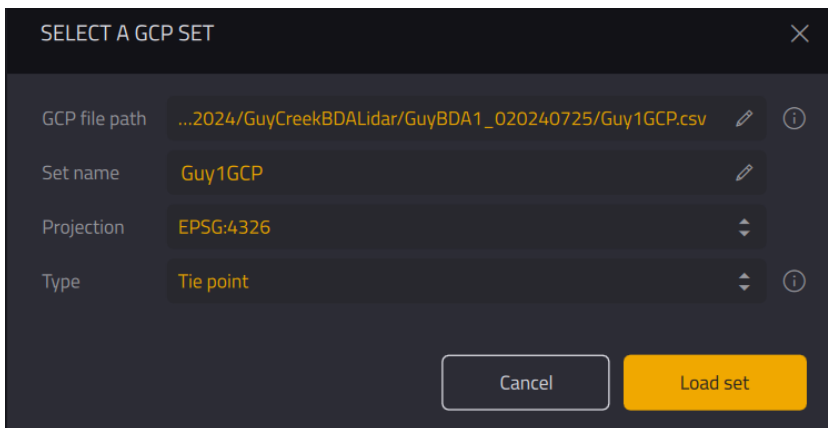 SELECT A GCP SET
GCP file path ...2024/GuyCreekBDALidar/GuyBDA1_020240725/Guy1GCP.csv
Set name Guy1GCP
Projection EPSG:4326
Type Tie point
Cancel Load set